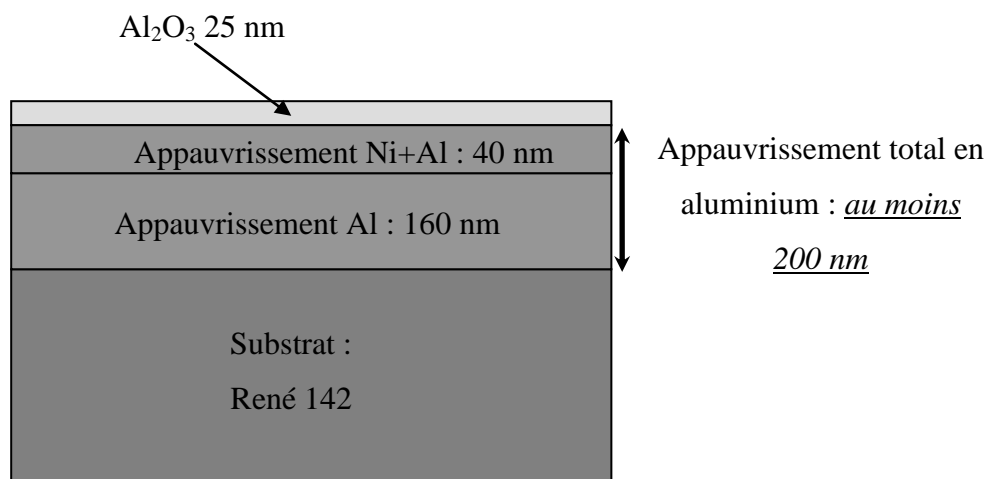 Al₂O₃ 25 nm
Appauvrissement Ni+Al : 40 nm
Appauvrissement Al : 160 nm
Appauvrissement total en
aluminium : au moins
200 nm
Substrat :
René 142